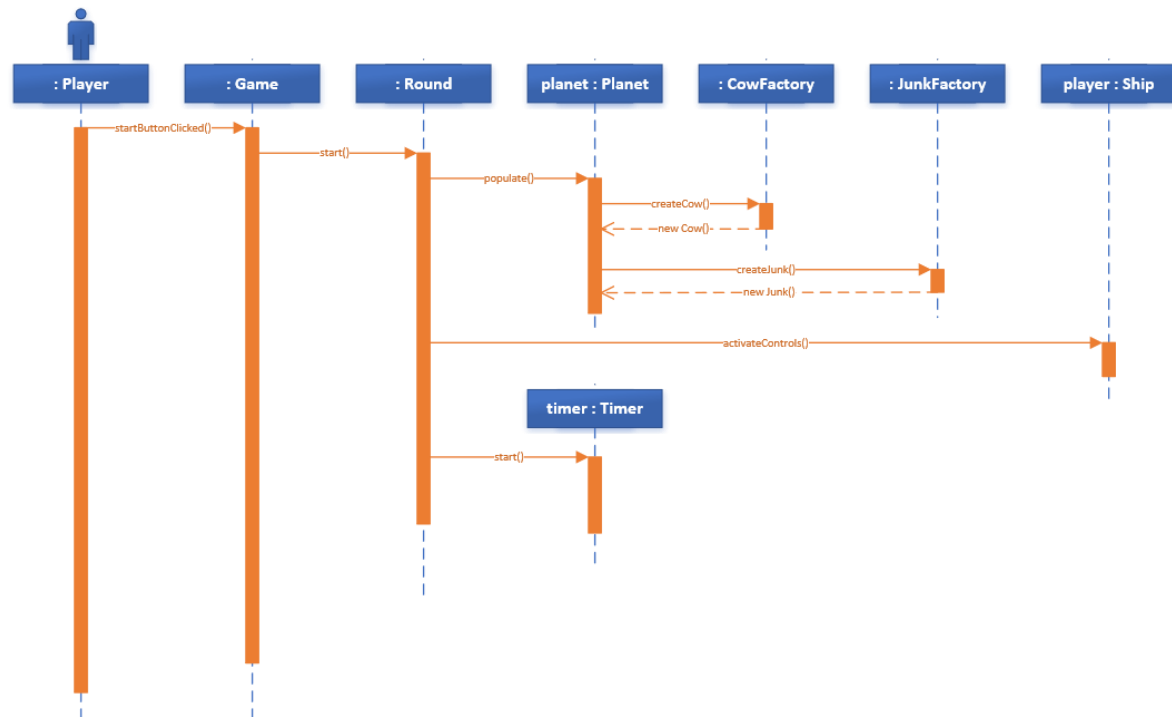 : Player
: Game
: Round
planet : Planet
: CowFactory
: JunkFactory
player : Ship
startButtonClicked()
start()
populate()
createCow()
new Cow()
createJunk()
new Junk()
activateControls()
timer : Timer
start()